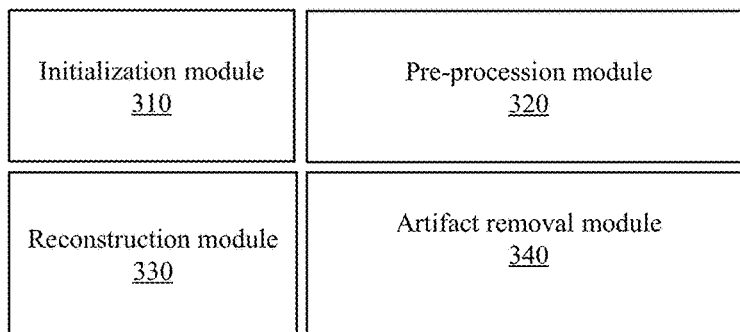 Initialization module
310
Pre-procession module
320
Reconstruction module
330
Artifact removal module
340